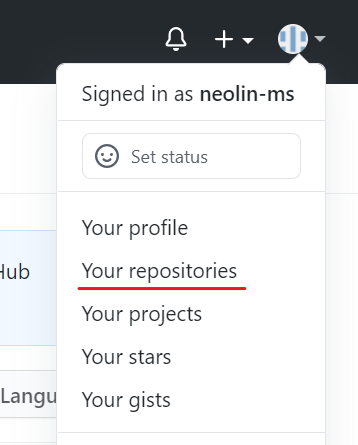 Signed in as neolin-ms
Set status
Your profile
Your repositories
Hub
Your projects
Your stars
Langu
Your gists